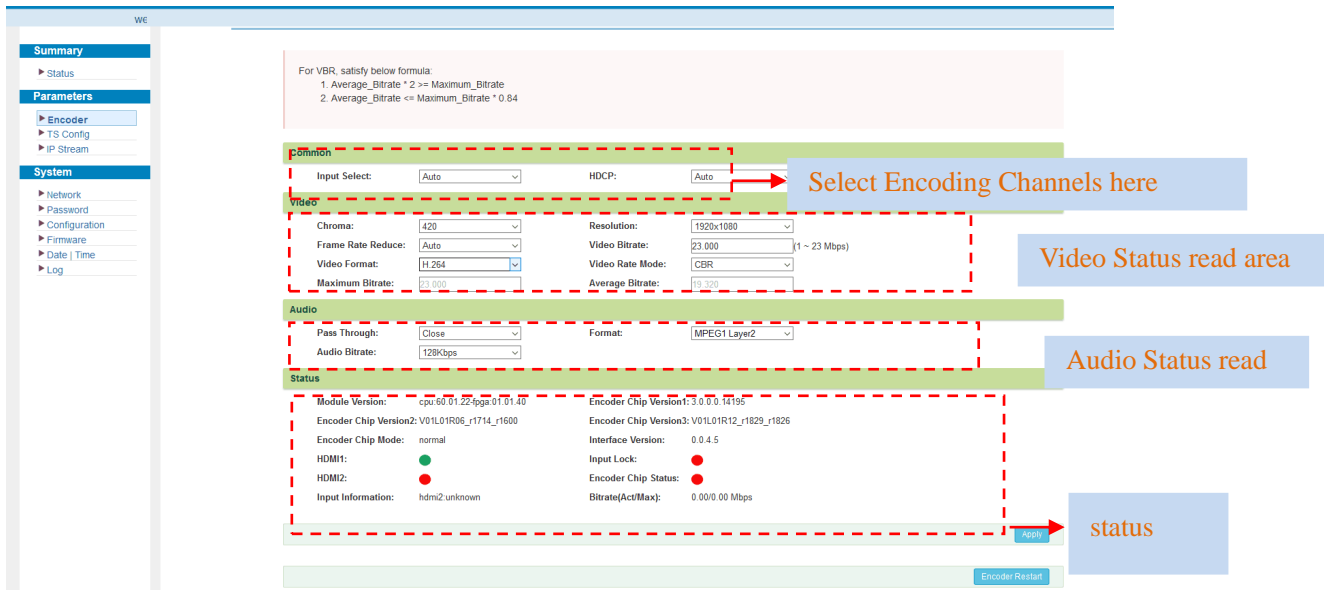 we
Summary
Status
Parameters
Encoder
TS Config
IP Stream
System
Network
Password
Configuration
Firmware
Date | Time
Log
For VBR, satisfy below formula:
1. Average_Bitrate * 2 >= Maximum_Bitrate
2. Average_Bitrate <= Maximum_Bitrate * 0.84
Common
Input Select: Auto HDCP: Auto
Select Encoding Channels here
Video
Chroma: 420 Resolution: 1920x1080
Frame Rate Reduce: Auto Video Bitrate: 23.000 (1 ~ 23 Mbps)
Video Format: H.264 Video Rate Mode: CBR
Maximum Bitrate: 23.000 Average Bitrate: 19.320
Video Status read area
Audio
Pass Through: Close Format: MPEG1 Layer2
Audio Bitrate: 128Kbps
Audio Status read
Status
Module Version: cpu:60.01.22-fpga:01.01.40 Encoder Chip Version1: 3.0.0.0.14195
Encoder Chip Version2: V01L01R06_r1714_r1600 Encoder Chip Version3: V01L01R12_r1829_r1826
Encoder Chip Mode: normal Interface Version: 0.0.4.5
HDMI1: Input Lock:
HDMI2: Encoder Chip Status:
Input Information: hdmi2:unknown Bitrate(Act/Max): 0.00/0.00 Mbps
status
Apply
Encoder Restart